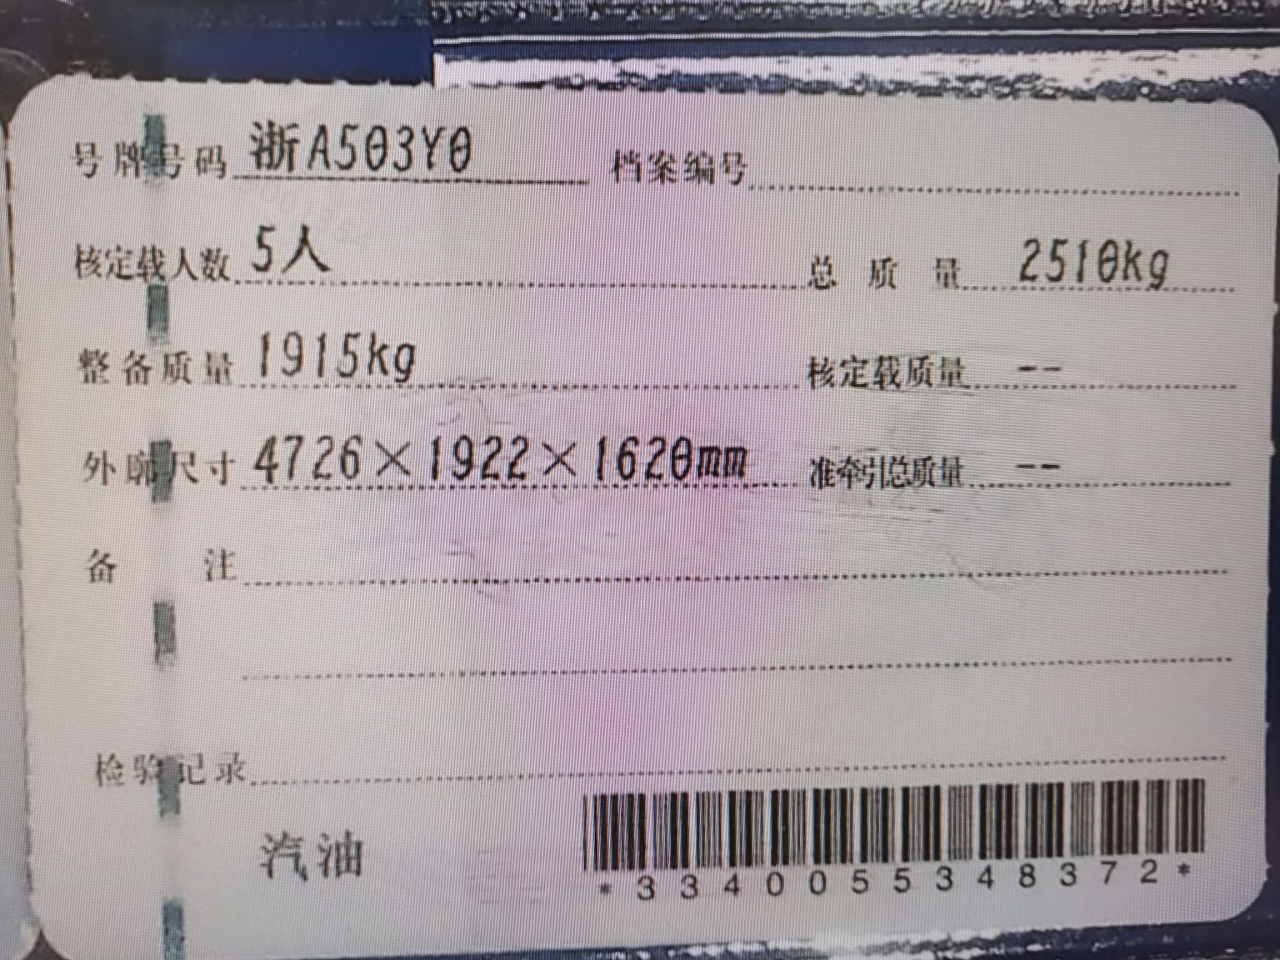 号牌号码 浙A503Y0 档案编号
核定载人数 5人 总质量 2510kg
整备质量 1915kg 核定载质量 --
外廓尺寸 4726×1922×1620mm 准牵引总质量 --
备注
检验记录
汽油
*3340055348372*